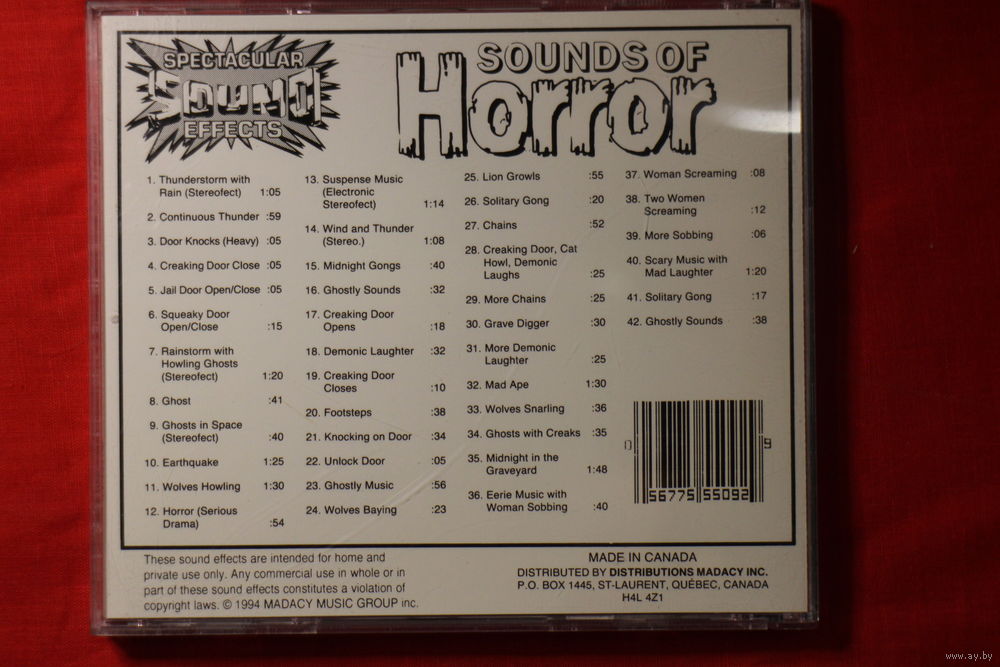 SPECTACULAR
SOUND
EFFECTS
SOUNDS OF
Horror
1. Thunderstorm with
Rain (Stereofect) 1:05
2. Continuous Thunder :59
3. Door Knocks (Heavy) :05
4. Creaking Door Close :05
5. Jail Door Open/Close :05
6. Squeaky Door
Open/Close :15
7. Rainstorm with
Howling Ghosts
(Stereofect) 1:20
8. Ghost :41
9. Ghosts in Space
(Stereofect) :40
10. Earthquake 1:25
11. Wolves Howling 1:30
12. Horror (Serious
Drama) :54
13. Suspense Music
(Electronic
Stereofect) 1:14
14. Wind and Thunder
(Stereo.) 1:08
15. Midnight Gongs :40
16. Ghostly Sounds :32
17. Creaking Door
Opens :18
18. Demonic Laughter :32
19. Creaking Door
Closes :10
20. Footsteps :38
21. Knocking on Door :34
22. Unlock Door :05
23. Ghostly Music :56
24. Wolves Baying :23
25. Lion Growls :55
26. Solitary Gong :20
27. Chains :52
28. Creaking Door, Cat
Howl, Demonic
Laughs :25
29. More Chains :25
30. Grave Digger :30
31. More Demonic
Laughter :25
32. Mad Ape 1:30
33. Wolves Snarling :36
34. Ghosts with Creaks :35
35. Midnight in the
Graveyard 1:48
36. Eerie Music with
Woman Sobbing :40
37. Woman Screaming :08
38. Two Women
Screaming :12
39. More Sobbing :06
40. Scary Music with
Mad Laughter 1:20
41. Solitary Gong :17
42. Ghostly Sounds :38
0 56775 55092 9
These sound effects are intended for home and
private use only. Any commercial use in whole or in
part of these sound effects constitutes a violation of
copyright laws. © 1994 MADACY MUSIC GROUP inc.
MADE IN CANADA
DISTRIBUTED BY DISTRIBUTIONS MADACY INC.
P.O. BOX 1445, ST-LAURENT, QUÉBEC, CANADA
H4L 4Z1
www.ay.by